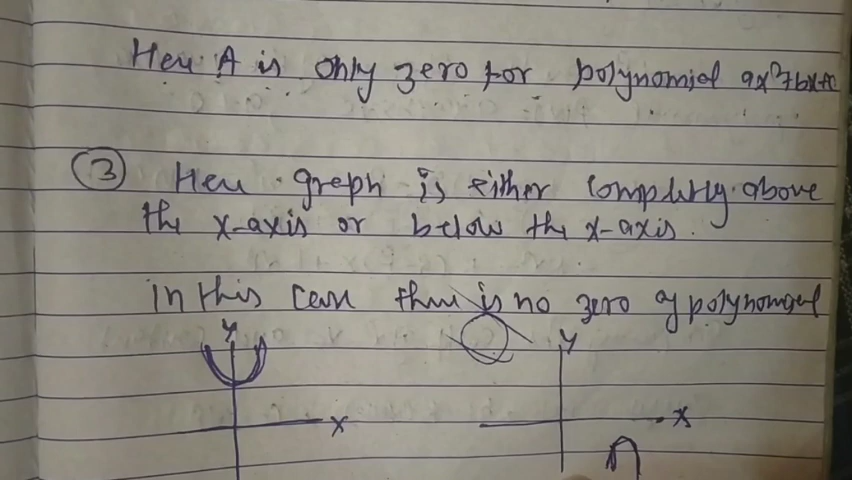 Here A is only zero for polynomial ax²+bx+c
③ Here graph is either completly above
the x-axis or below the x-axis.
in this case there is no zero of polynomial
y
y
x
x